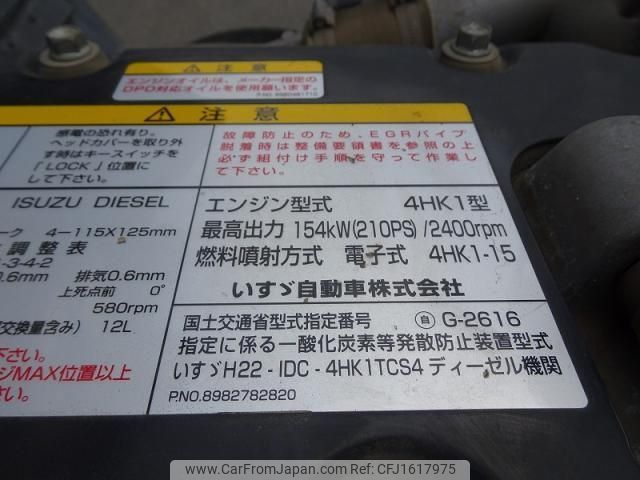 注意
エンジンオイルは、メーカー指定の
DPD対応オイルを使用願います。
注意
感電の恐れ有り。
ヘッドカバーを取り外
す時はキースイッチを
「LOCK」位置に
して下さい。
故障防止のため、EGRパイプ
脱着時は整備要領書を参照の上
必ず組付け手順を守って作業し
て下さい。
ISUZU DIESEL
ーク 4-115X125mm
調整表
-3-4-2
0.6mm 排気0.6mm
上死点前 0°
580rpm
交換量含み) 12L
下さい。
ジMAX位置以上
さい。
エンジン型式 4HK1型
最高出力 154kW(210PS)/2400rpm
燃料噴射方式 電子式 4HK1-15
いすゞ自動車株式会社
国土交通省型式指定番号 自 G-2616
指定に係る一酸化炭素等発散防止装置型式
いすゞH22-IDC-4HK1TCS4 ディーゼル機関
P.NO.8982782820
www.CarFromJapan.com - Stock ID: CFJ1617975